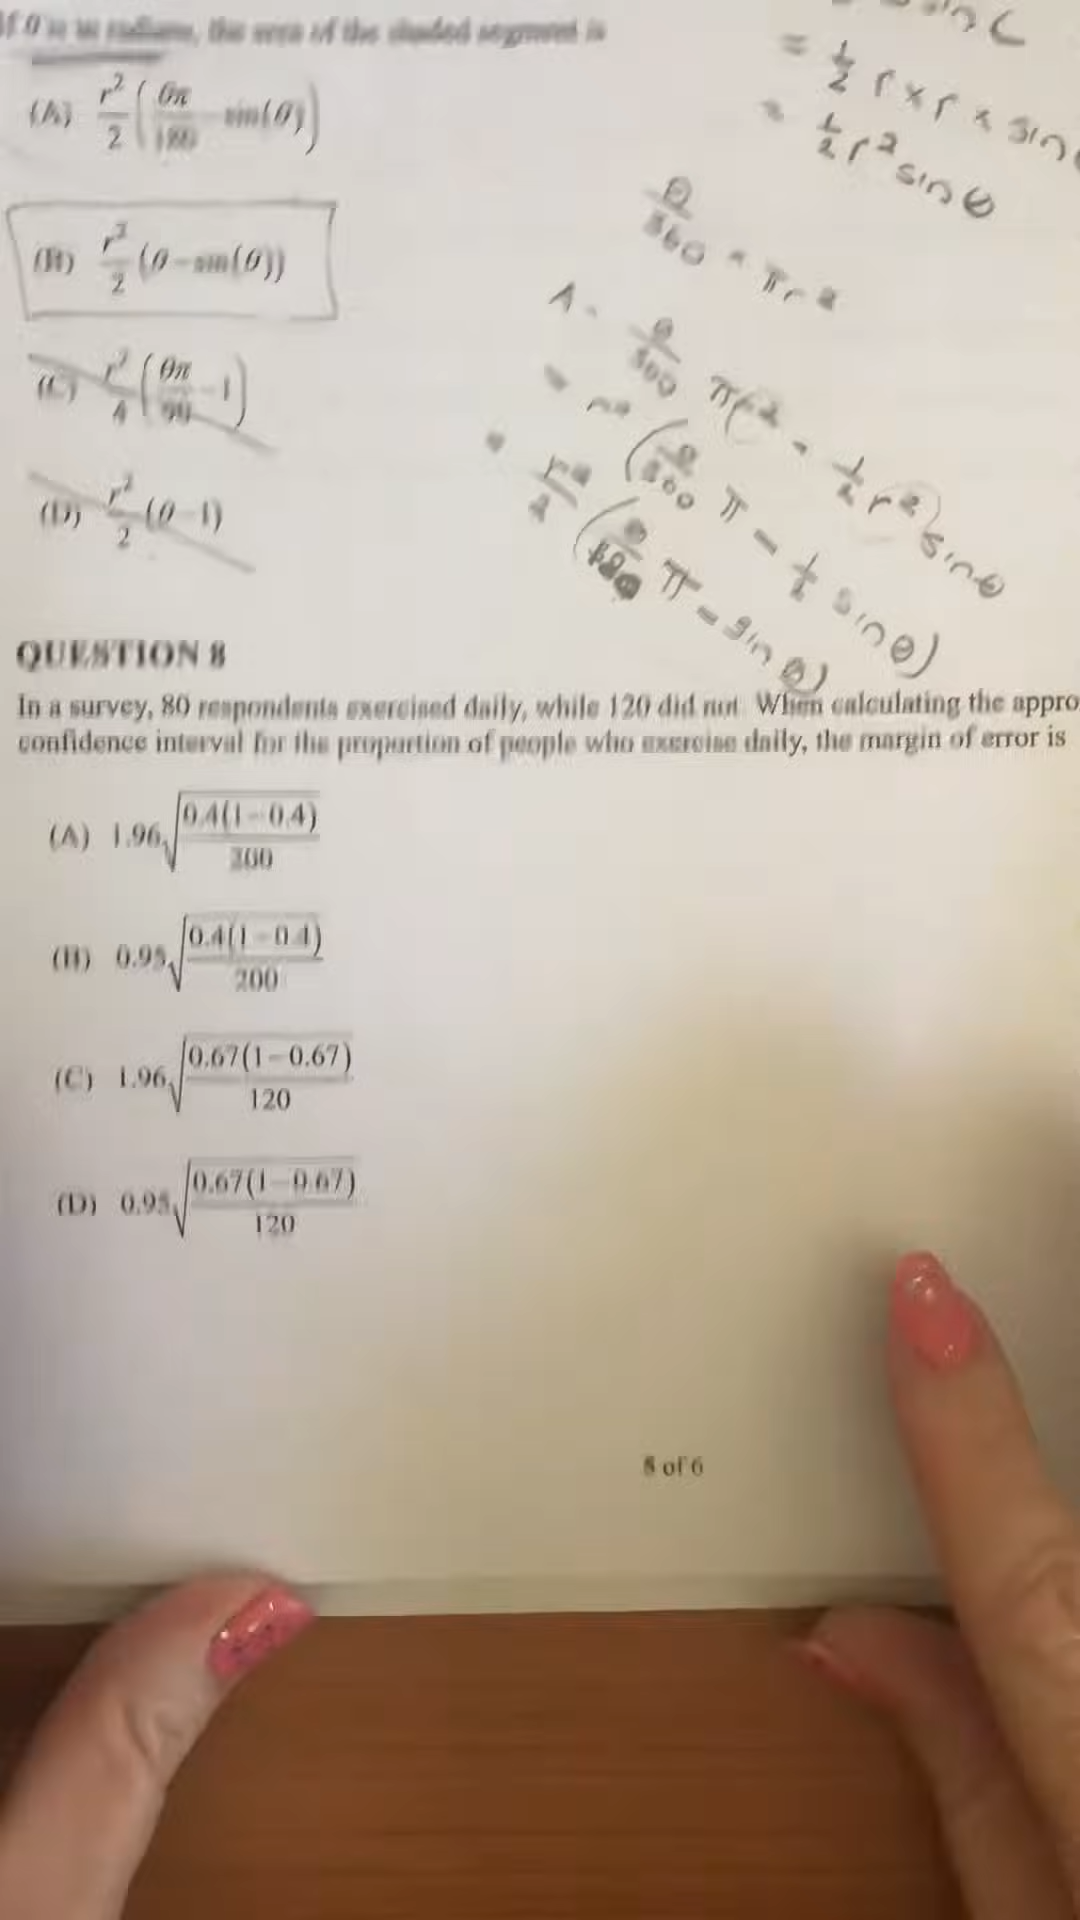 If θ is in radians, the area of the shaded segment is
(A) r²/2 (θπ/180 − sin(θ))
(B) r²/2 (θ − sin(θ))
(C) r²/4 (θπ/90 − 1)
(D) r²/2 (θ − 1)
sin C
= 1/2 r × r × sin
= 1/2 r² sin θ
θ/360 × πr²
A = θ/360 πr² − 1/2 r² sin θ
= r² (θ/360 π − 1/2 sin θ)
= r²/2 (θ/180 π − sin θ)
QUESTION 8
In a survey, 80 respondents exercised daily, while 120 did not. When calculating the appro
confidence interval for the proportion of people who exercise daily, the margin of error is
(A) 1.96√(0.4(1−0.4)/200)
(B) 0.95√(0.4(1−0.4)/200)
(C) 1.96√(0.67(1−0.67)/120)
(D) 0.95√(0.67(1−0.67)/120)
5 of 6